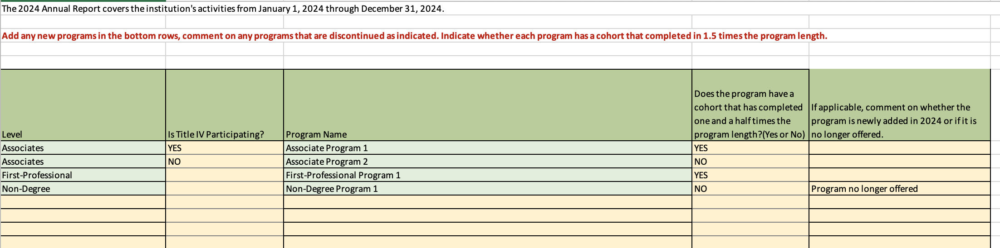 The 2024 Annual Report covers the institution's activities from January 1, 2024 through December 31, 2024.
Add any new programs in the bottom rows, comment on any programs that are discontinued as indicated. Indicate whether each program has a cohort that completed in 1.5 times the program length.
Level
Is Title IV Participating?
Program Name
Does the program have a
cohort that has completed
one and a half times the
program length?(Yes or No)
If applicable, comment on whether the
program is newly added in 2024 or if it is
no longer offered.
Associates YES Associate Program 1 YES
Associates NO Associate Program 2 NO
First-Professional First-Professional Program 1 YES
Non-Degree Non-Degree Program 1 NO Program no longer offered